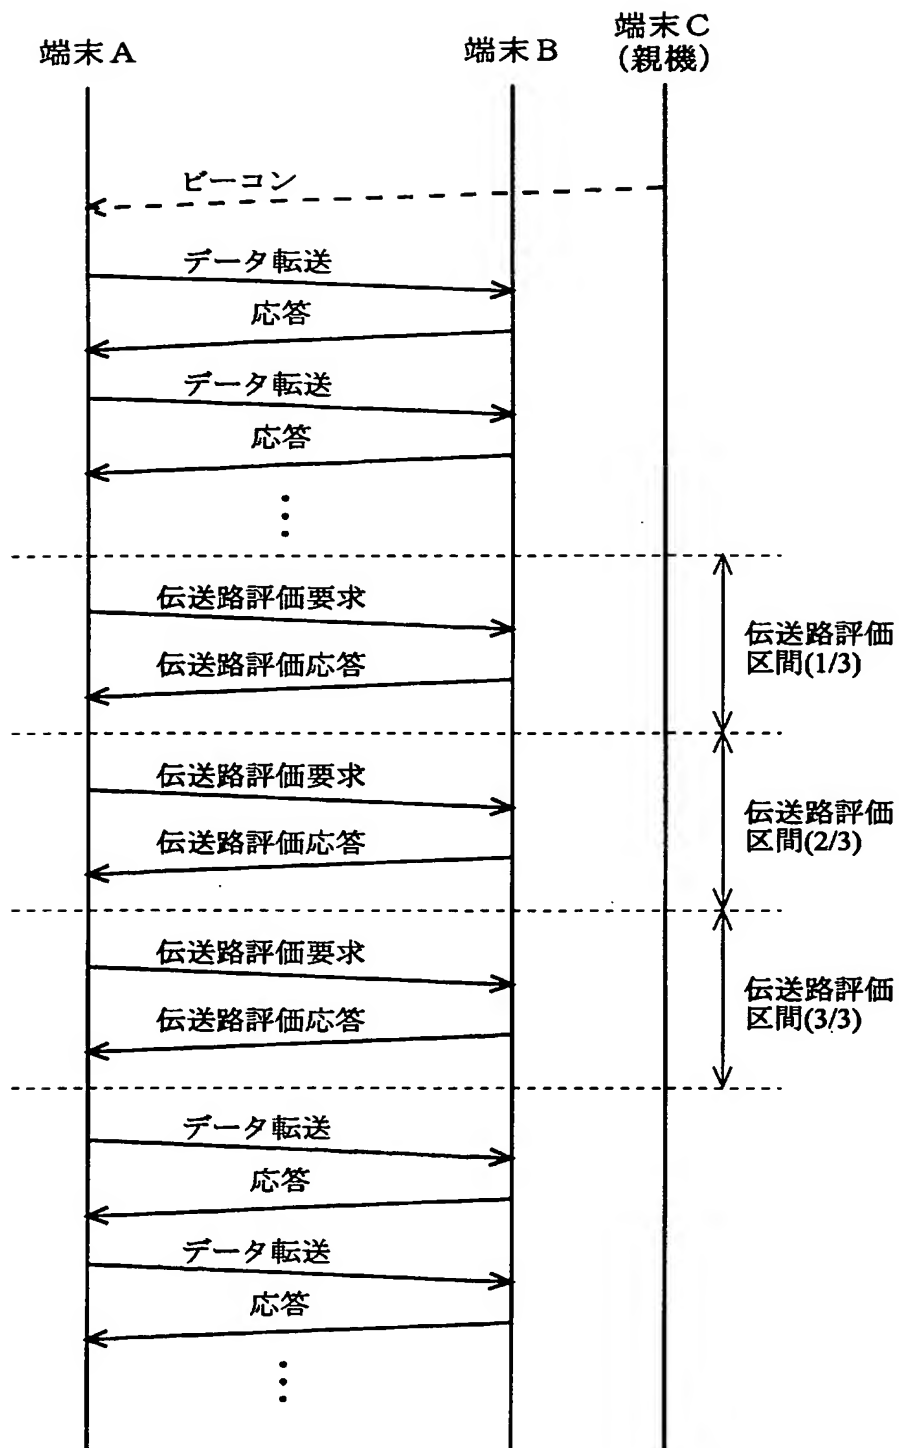 端末A
端末B
端末C
(親機)
ビーコン
データ転送
応答
データ転送
応答
伝送路評価要求
伝送路評価応答
伝送路評価
区間(1/3)
伝送路評価要求
伝送路評価応答
伝送路評価
区間(2/3)
伝送路評価要求
伝送路評価応答
伝送路評価
区間(3/3)
データ転送
応答
データ転送
応答